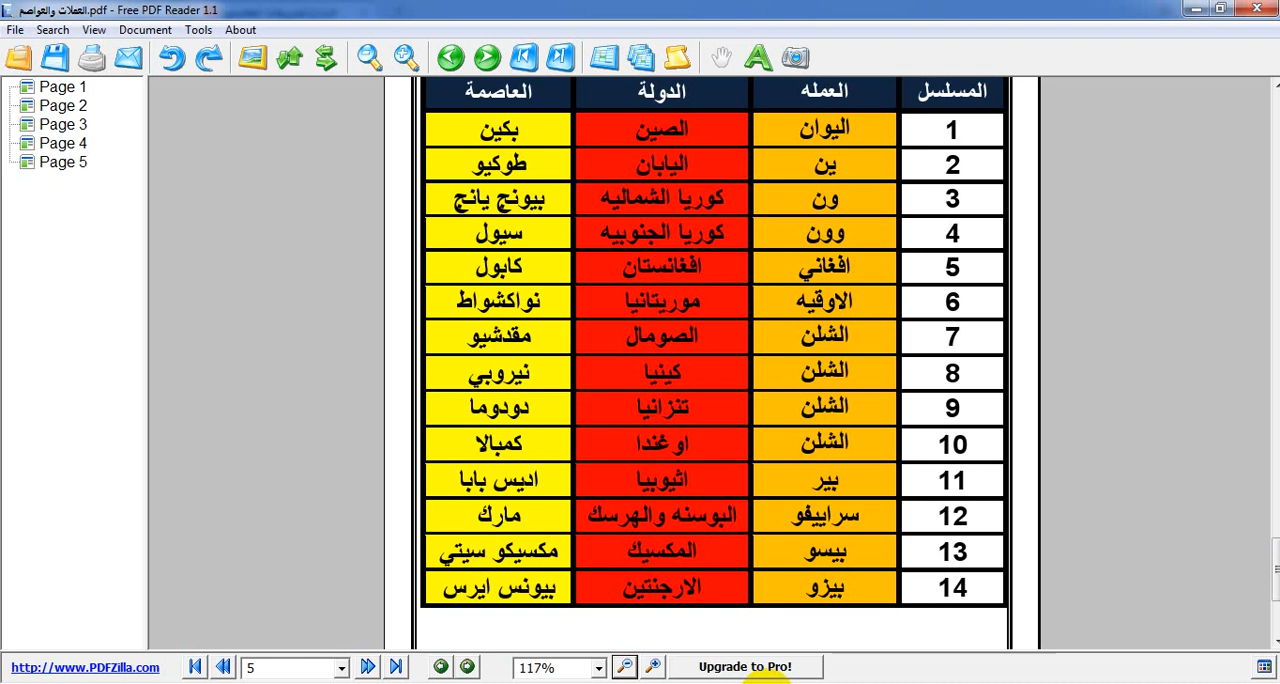 العملات والعواصم.pdf - Free PDF Reader 1.1
File Search View Document Tools About
Page 1
Page 2
Page 3
Page 4
Page 5
المسلسل العمله الدولة العاصمة
1 اليوان الصين بكين
2 ين اليابان طوكيو
3 ون كوريا الشماليه بيونج يانج
4 وون كوريا الجنوبيه سيول
5 افغاني افغانستان كابول
6 الاوقيه موريتانيا نواكشواط
7 الشلن الصومال مقدشيو
8 الشلن كينيا نيروبي
9 الشلن تنزانيا دودوما
10 الشلن اوغندا كمبالا
11 بير اثيوبيا اديس بابا
12 سراييفو البوسنه والهرسك مارك
13 بيسو المكسيك مكسيكو سيتي
14 بيزو الارجنتين بيونس ايرس
http://www.PDFZilla.com 5 117% Upgrade to Pro!